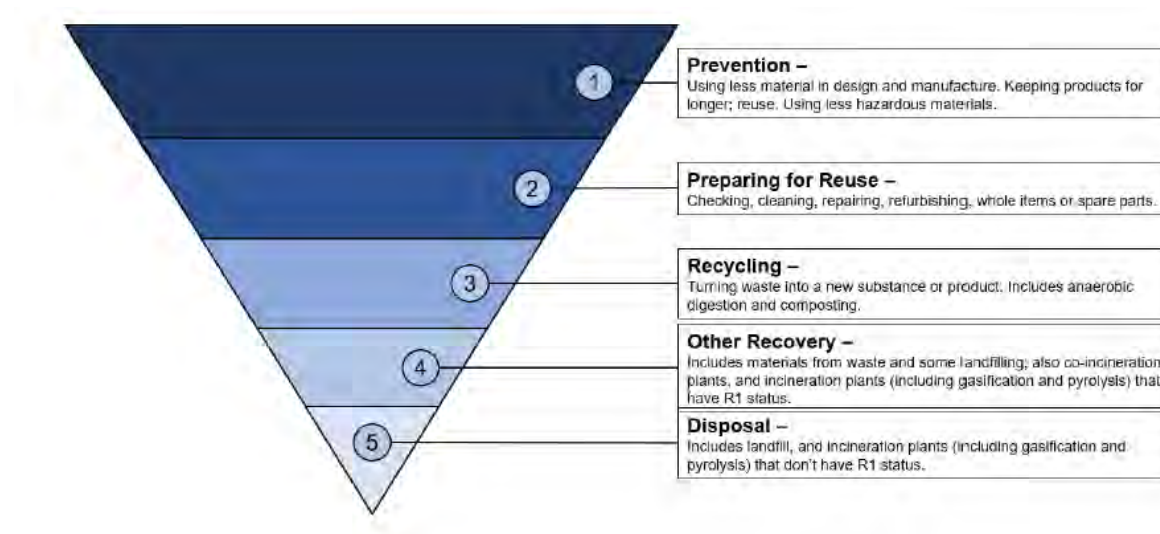 1
Prevention –
Using less material in design and manufacture. Keeping products for
longer; reuse. Using less hazardous materials.
2
Preparing for Reuse –
Checking, cleaning, repairing, refurbishing, whole items or spare parts.
3
Recycling –
Turning waste into a new substance or product. Includes anaerobic
digestion and composting.
4
Other Recovery –
Includes materials from waste and some landfilling; also co-incineration
plants, and incineration plants (including gasification and pyrolysis) that
have R1 status.
5
Disposal –
Includes landfill, and incineration plants (including gasification and
pyrolysis) that don't have R1 status.